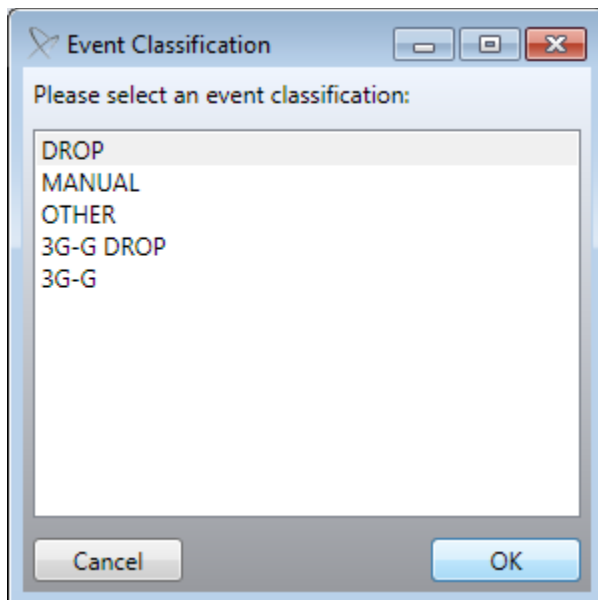 Event Classification
Please select an event classification:
DROP
MANUAL
OTHER
3G-G DROP
3G-G
Cancel
OK